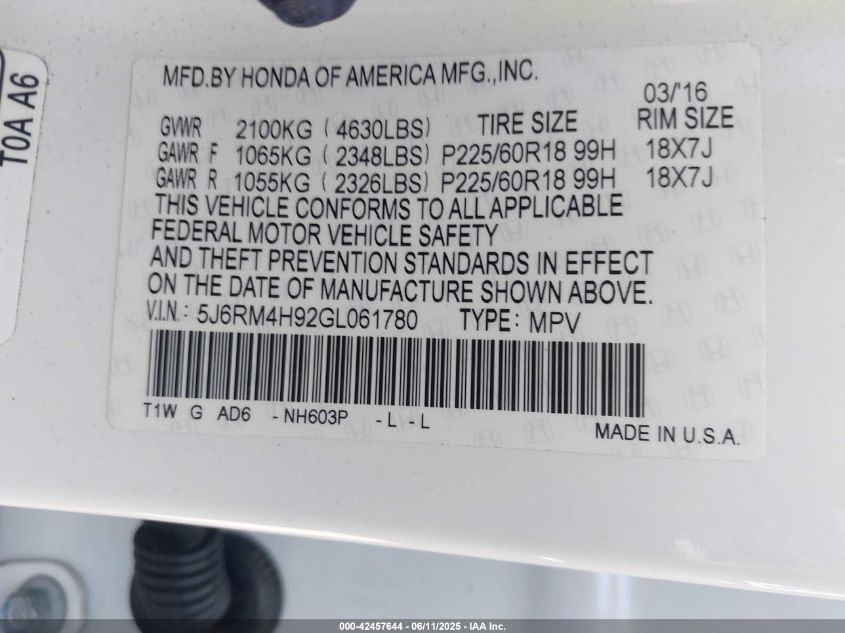 T0A A6
MFD.BY HONDA OF AMERICA MFG.,INC.
03/'16
GVWR 2100KG ( 4630LBS) TIRE SIZE RIM SIZE
GAWR F 1065KG ( 2348LBS) P225/60R18 99H 18X7J
GAWR R 1055KG ( 2326LBS) P225/60R18 99H 18X7J
THIS VEHICLE CONFORMS TO ALL APPLICABLE
FEDERAL MOTOR VEHICLE SAFETY
AND THEFT PREVENTION STANDARDS IN EFFECT
ON THE DATE OF MANUFACTURE SHOWN ABOVE.
V.I.N.: 5J6RM4H92GL061780 TYPE: MPV
T1W G AD6 -NH603P -L -L
MADE IN U.S.A.
000-42457644 - 06/11/2025 - IAA Inc.